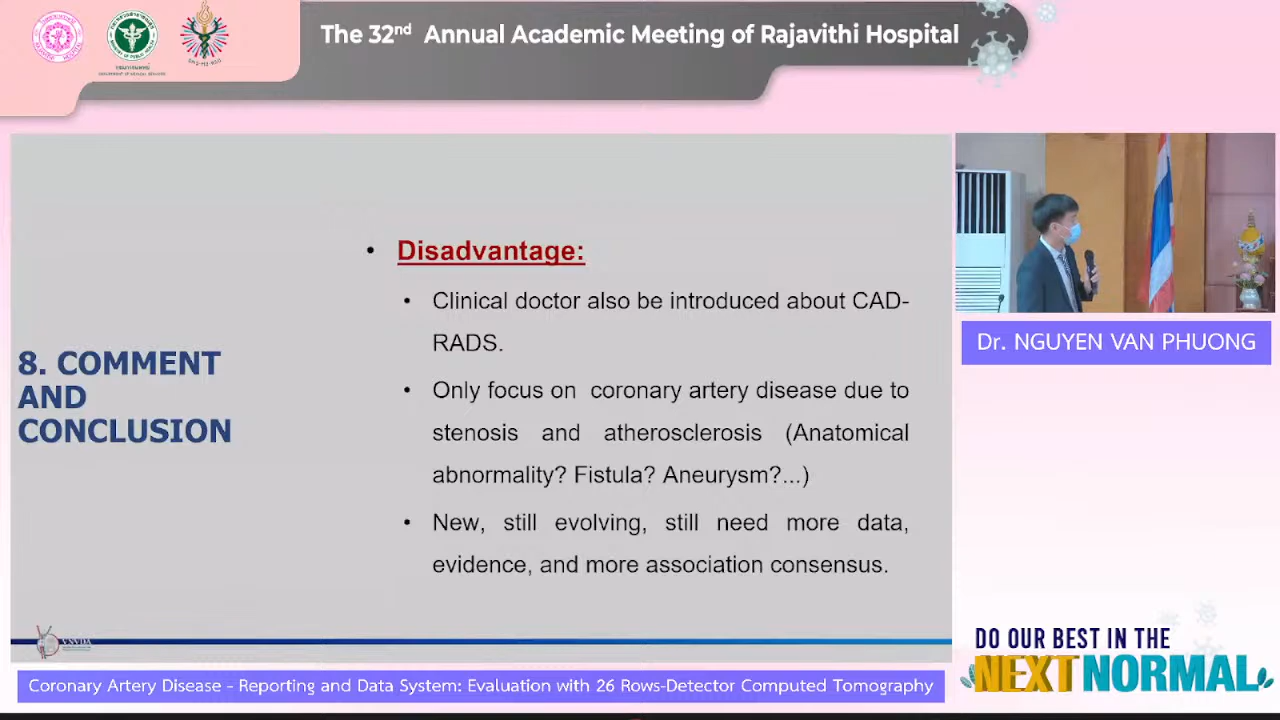 The 32nd Annual Academic Meeting of Rajavithi Hospital
• Disadvantage:
• Clinical doctor also be introduced about CAD-
RADS.
• Only focus on coronary artery disease due to
stenosis and atherosclerosis (Anatomical
abnormality? Fistula? Aneurysm?...)
• New, still evolving, still need more data,
evidence, and more association consensus.
8. COMMENT
AND
CONCLUSION
Dr. NGUYEN VAN PHUONG
DO OUR BEST IN THE
NEXT NORMAL
Coronary Artery Disease - Reporting and Data System: Evaluation with 26 Rows-Detector Computed Tomography